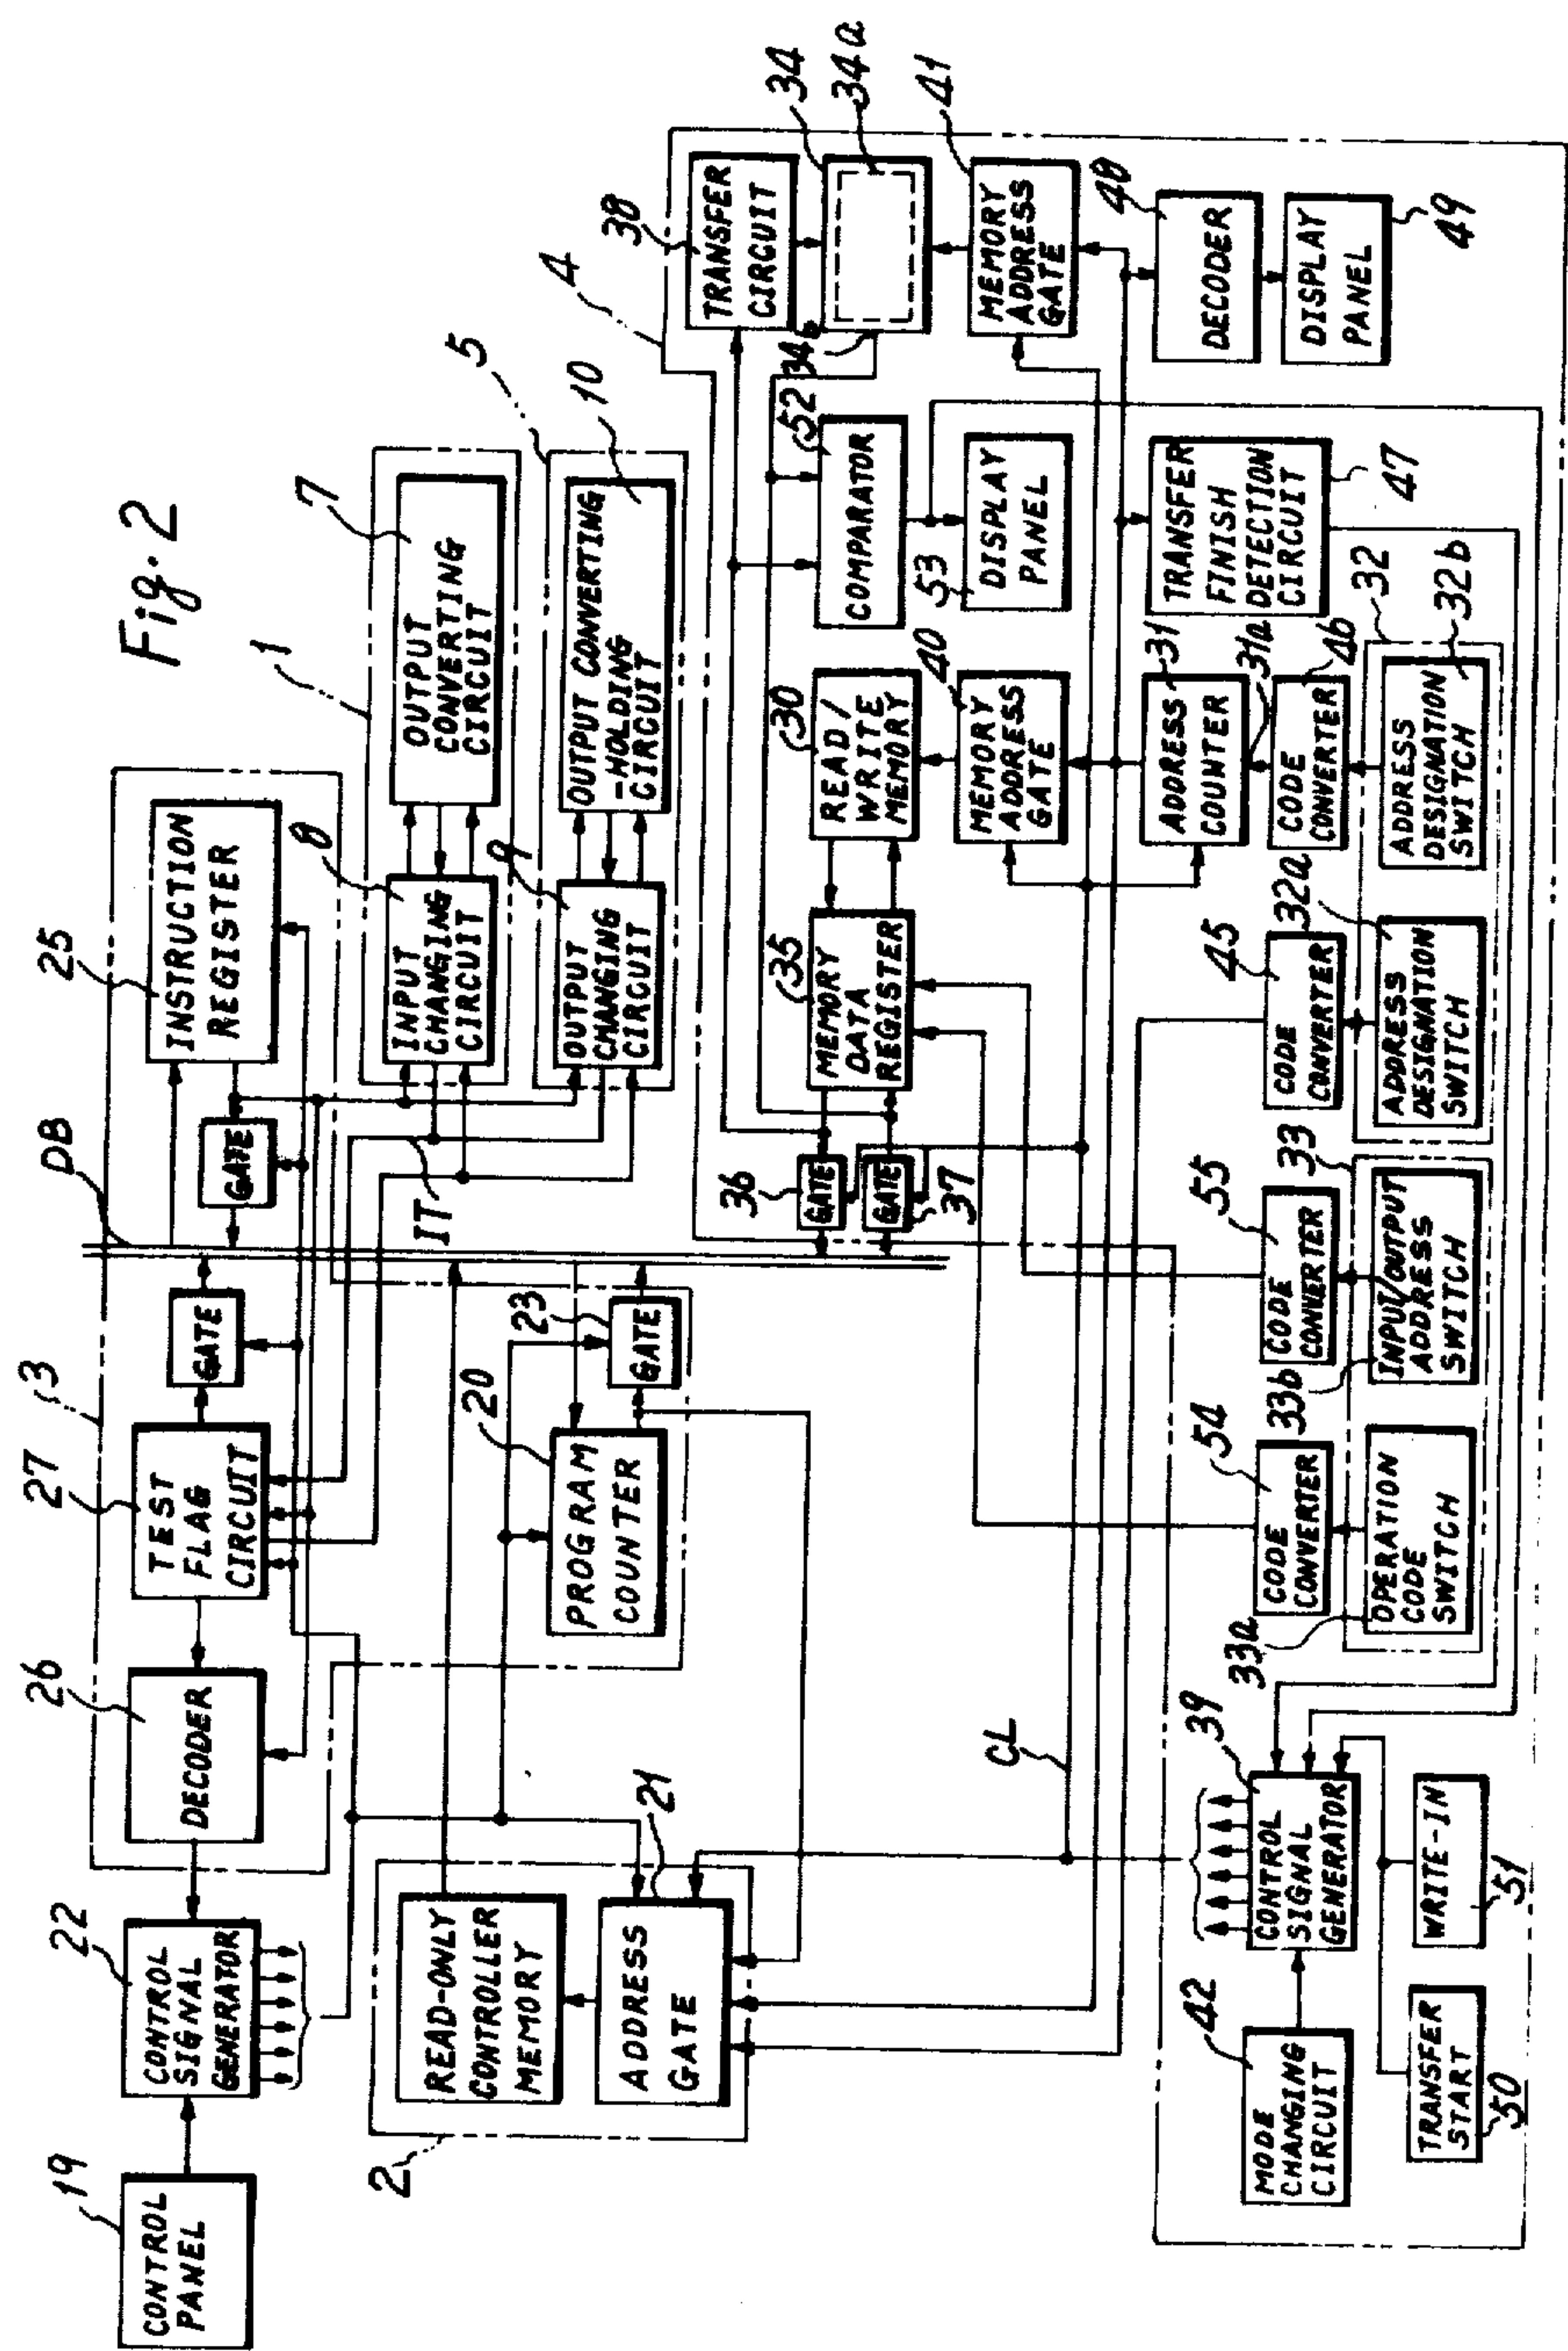 Fig. 2
19
CONTROL
PANEL
22
CONTROL
SIGNAL
GENERATOR
26
DECODER
27
TEST
FLAG
CIRCUIT
3
GATE
DB
GATE
25
INSTRUCTION
REGISTER
2
READ-ONLY
CONTROLLER
MEMORY
21
ADDRESS
GATE
20
PROGRAM
COUNTER
23
GATE
IT
1
8
INPUT
CHANGING
CIRCUIT
7
OUTPUT
CONVERTING
CIRCUIT
5
9
OUTPUT
CHANGING
CIRCUIT
10
OUTPUT CONVERTING
-HOLDING
CIRCUIT
4
36
GATE
GATE
37
35
MEMORY
DATA
REGISTER
30
READ/
WRITE
MEMORY
40
MEMORY
ADDRESS
GATE
52
COMPARATOR
53
DISPLAY
PANEL
38
TRANSFER
CIRCUIT
34
34a
34b
41
MEMORY
ADDRESS
GATE
48
DECODER
DISPLAY
PANEL
49
CL
31
ADDRESS
COUNTER
31a
46
CODE
CONVERTER
TRANSFER
FINISH
DETECTION
CIRCUIT
47
42
MODE
CHANGING
CIRCUIT
39
CONTROL
SIGNAL
GENERATOR
TRANSFER
START
50
WRITE-IN
51
54
CODE
CONVERTER
33a
OPERATION
CODE
SWITCH
55
CODE
CONVERTER
33
33b
INPUT/OUTPUT
ADDRESS
SWITCH
45
CODE
CONVERTER
32a
ADDRESS
DESIGNATION
SWITCH
32
32b
ADDRESS
DESIGNATION
SWITCH